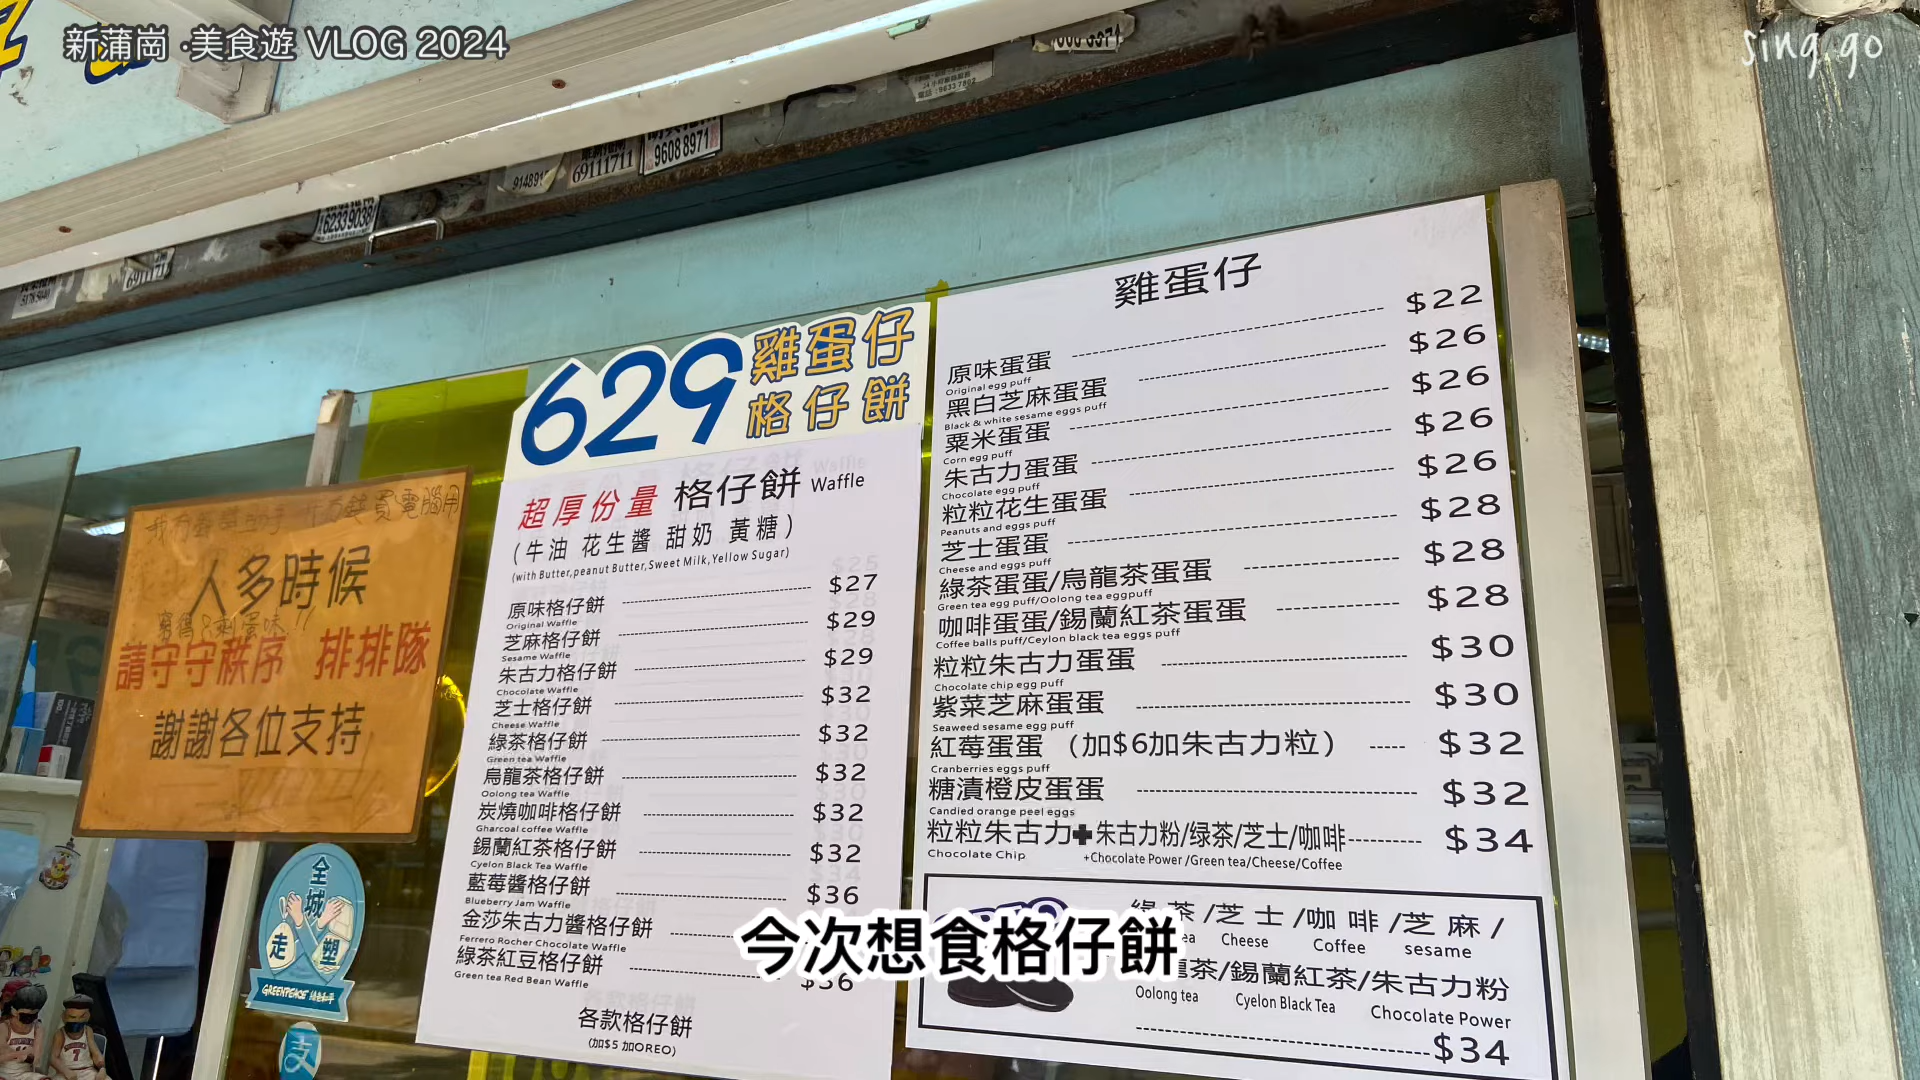 新蒲崗 ·美食遊 VLOG 2024
sing.go
9608 8971
69111711
6233 9038
629
雞蛋仔
格仔餅
人多時候
請守守秩序 排排隊
謝謝各位支持
全城走塑
GREENPEACE 綠色和平
支
超厚份量 格仔餅 Waffle
(牛油 花生醬 甜奶 黃糖)
(with Butter,peanut Butter,Sweet Milk,Yellow Sugar)
原味格仔餅 $27
Original Waffle
芝麻格仔餅 $29
Sesame Waffle
朱古力格仔餅 $29
Chocolate Waffle
芝士格仔餅 $32
Cheese Waffle
綠茶格仔餅 $32
Green tea Waffle
烏龍茶格仔餅 $32
Oolong tea Waffle
炭燒咖啡格仔餅 $32
Gharcoal coffee Waffle
錫蘭紅茶格仔餅 $32
Cyelon Black Tea Waffle
藍莓醬格仔餅 $36
Blueberry Jam Waffle
金莎朱古力醬格仔餅
Ferrero Rocher Chocolate Waffle
綠茶紅豆格仔餅 $36
Green tea Red Bean Waffle
各款格仔餅
(加$5 加OREO)
雞蛋仔
原味蛋蛋 $22
Original egg puff
黑白芝麻蛋蛋 $26
Black & white sesame eggs puff
粟米蛋蛋 $26
Corn egg puff
朱古力蛋蛋 $26
Chocolate egg puff
粒粒花生蛋蛋 $26
Peanuts and eggs puff
芝士蛋蛋 $28
Cheese and eggs puff
綠茶蛋蛋/烏龍茶蛋蛋 $28
Green tea egg puff/Oolong tea eggpuff
咖啡蛋蛋/錫蘭紅茶蛋蛋 $28
Coffee balls puff/Ceylon black tea eggs puff
粒粒朱古力蛋蛋 $30
Chocolate chip egg puff
紫菜芝麻蛋蛋 $30
Seaweed sesame egg puff
紅莓蛋蛋 (加$6加朱古力粒) $32
Cranberries eggs puff
糖漬橙皮蛋蛋 $32
Candied orange peel eggs
粒粒朱古力+朱古力粉/绿茶/芝士/咖啡 $34
Chocolate Chip +Chocolate Power /Green tea/Cheese/Coffee
綠茶/芝士/咖啡/芝麻/
Cheese Coffee sesame
龍茶/錫蘭紅茶/朱古力粉
Oolong tea Cyelon Black Tea Chocolate Power
$34
今次想食格仔餅